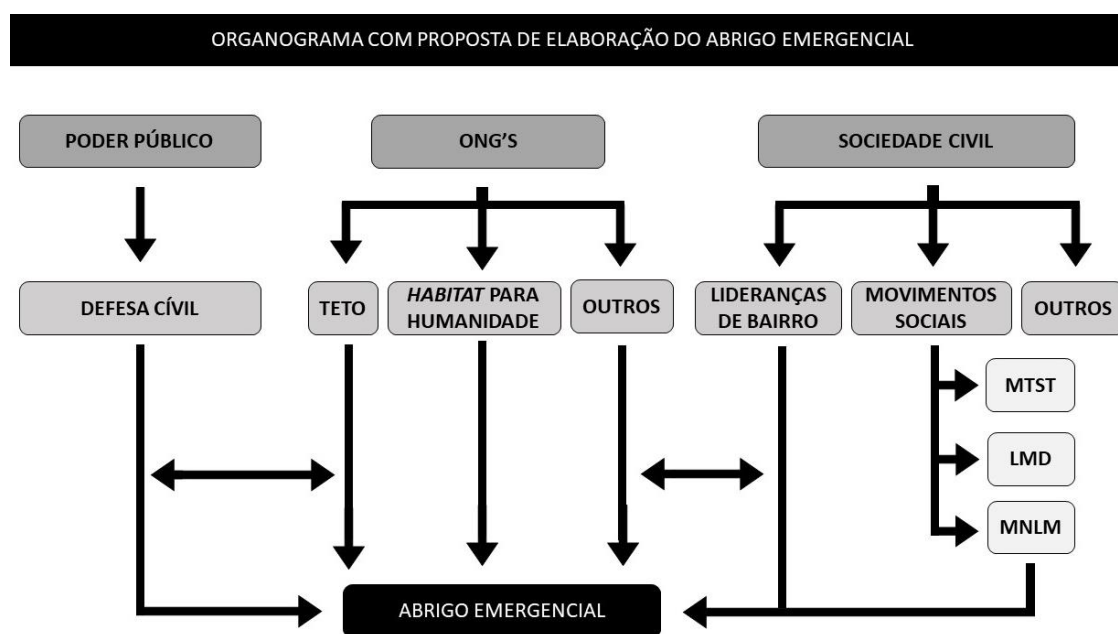 ORGANOGRAMA COM PROPOSTA DE ELABORAÇÃO DO ABRIGO EMERGENCIAL
PODER PÚBLICO
ONG'S
SOCIEDADE CIVIL
DEFESA CÍVIL
TETO
HABITAT PARA
HUMANIDADE
OUTROS
LIDERANÇAS
DE BAIRRO
MOVIMENTOS
SOCIAIS
OUTROS
MTST
LMD
MNLM
ABRIGO EMERGENCIAL